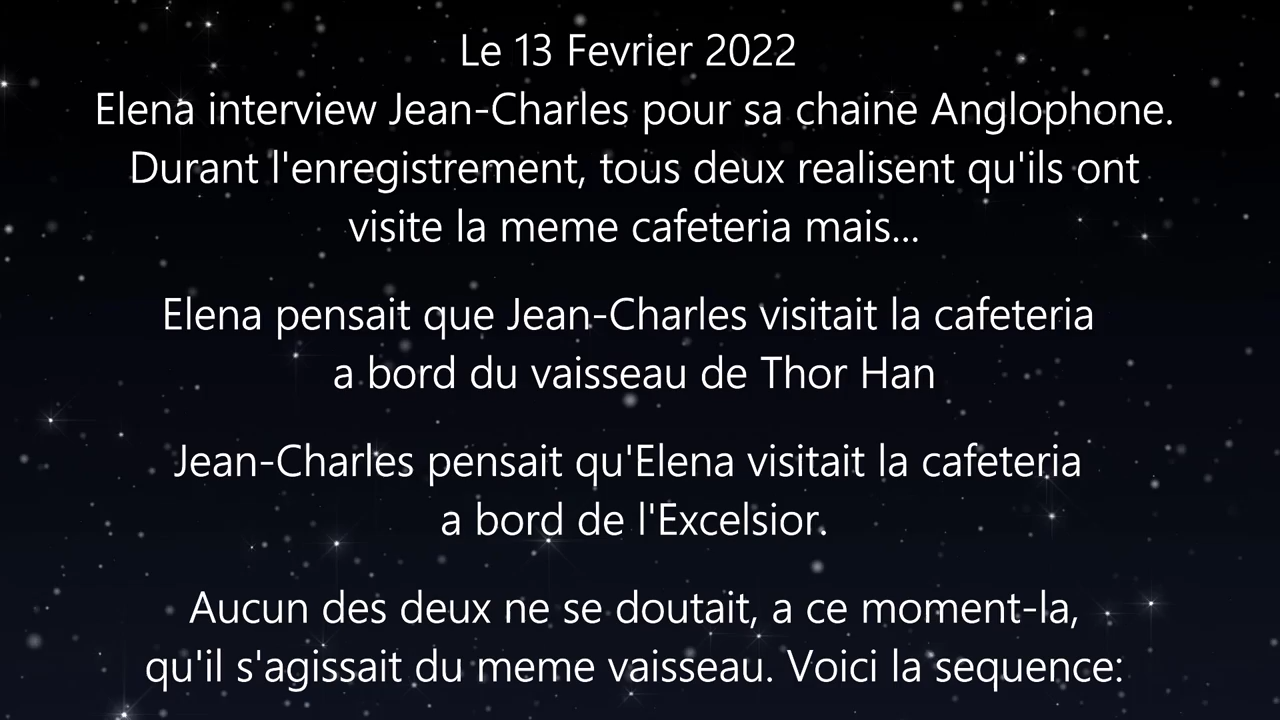 Le 13 Fevrier 2022
Elena interview Jean-Charles pour sa chaine Anglophone.
Durant l'enregistrement, tous deux realisent qu'ils ont
visite la meme cafeteria mais...
Elena pensait que Jean-Charles visitait la cafeteria
a bord du vaisseau de Thor Han
Jean-Charles pensait qu'Elena visitait la cafeteria
a bord de l'Excelsior.
Aucun des deux ne se doutait, a ce moment-la,
qu'il s'agissait du meme vaisseau. Voici la sequence: